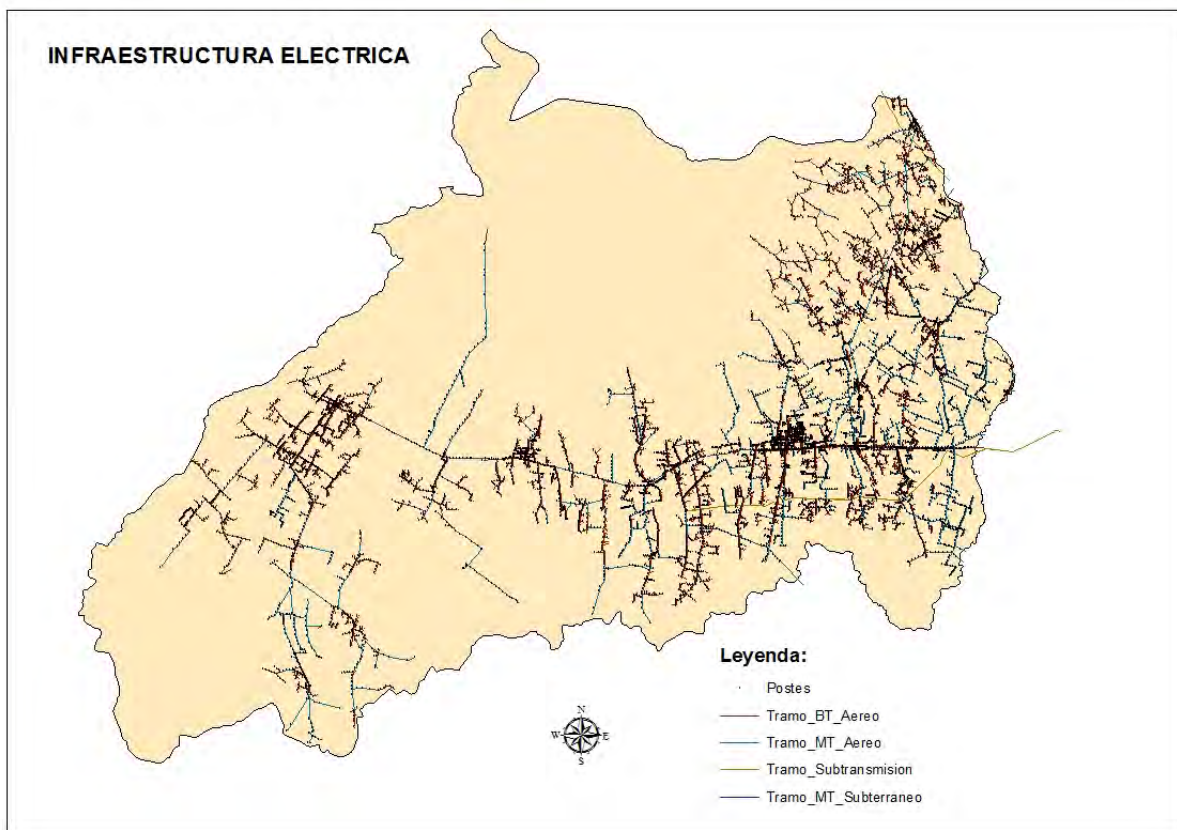 INFRAESTRUCTURA ELECTRICA
Leyenda:
Postes
Tramo_BT_Aereo
Tramo_MT_Aereo
Tramo_Subtransmision
Tramo_MT_Subterraneo
N
W E
S